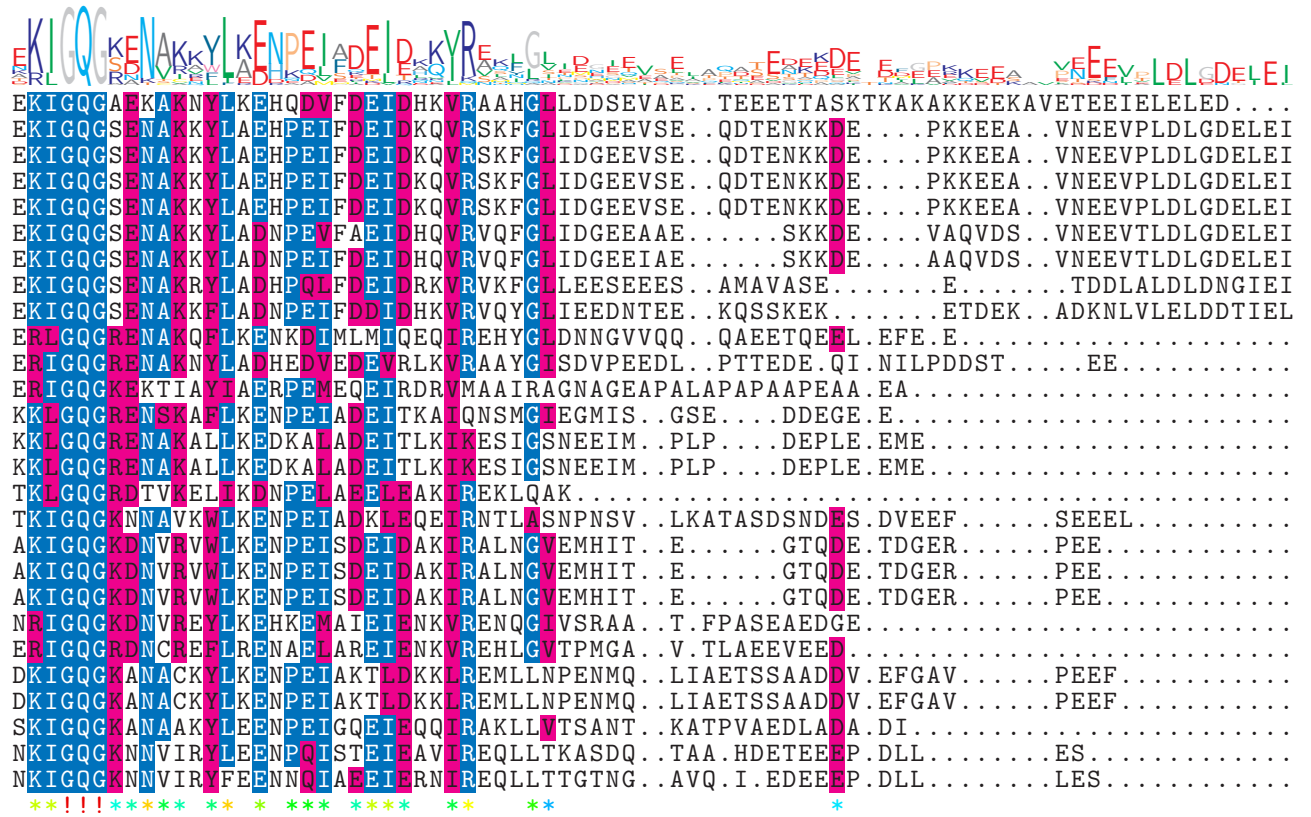 EKIGQGAEKAKNYLKEHQDVFDEIDHKVRAAHGLLDDSEVAE..TEEETTASKTKAKAKKEEKAVETEEIELELED....
EKIGQGSENAKKYLAEHPEIFDEIDKQVRSKFGLIDGEEVSE..QDTENKKDE....PKKEEA..VNEEVPLDLGDELEI
EKIGQGSENAKKYLAEHPEIFDEIDKQVRSKFGLIDGEEVSE..QDTENKKDE....PKKEEA..VNEEVPLDLGDELEI
EKIGQGSENAKKYLAEHPEIFDEIDKQVRSKFGLIDGEEVSE..QDTENKKDE....PKKEEA..VNEEVPLDLGDELEI
EKIGQGSENAKKYLAEHPEIFDEIDKQVRSKFGLIDGEEVSE..QDTENKKDE....PKKEEA..VNEEVPLDLGDELEI
EKIGQGSENAKKYLADNPEVFAEIDHQVRVQFGLIDGEEAAE......SKKDE....VAQVDS..VNEEVTLDLGDELEI
EKIGQGSENAKKYLADNPEIFDEIDHQVRVQFGLIDGEEIAE......SKKDE....AAQVDS..VNEEVTLDLGDELEI
EKIGQGSENAKRYLADHPQLFDEIDRKVRVKFGLLEESEEES..AMAVASE.......E.......TDDLALDLDNGIEI
EKIGQGSENAKKFLADNPEIFDDIDHKVRVQYGLIEEDNTEE..KQSSKEK.......ETDEK..ADKNLVLELDDTIEL
ERLGQGRENAKQFLKENKDIMLMIQEQIREHYGLDNNGVVQQ..QAEETQEEL.EFE.E.....................
ERIGQGRENAKNYLADHEDVEDEVRLKVRAAYGISDVPEEDL..PTTEDE.QI.NILPDDST.....EE...........
ERIGQGKEKTIAYIAERPEMEQEIRDRVMAAIRAGNAGEAPALAPAPAAPEAA.EA........................
KKLGQGRENSKAFLKENPEIADEITKAIQNSMGIEGMIS..GSE....DDEGE.E.........................
KKLGQGRENAKALLKEDKALADEITLKIKESIGSNEEIM..PLP....DEPLE.EME.......................
KKLGQGRENAKALLKEDKALADEITLKIKESIGSNEEIM..PLP....DEPLE.EME.......................
TKLGQGRDTVKELIKDNPELAEELEAKIREKLQAK...............................................
TKIGQGKNNAVKWLKENPEIADKLEQEIRNTLASNPNSV..LKATASDSNDES.DVEEF.......SEEEL.........
AKIGQGKDNVRVWLKENPEISDEIDAKIRALNGVEMHIT..E.......GTQDE.TDGER......PEE...........
AKIGQGKDNVRVWLKENPEISDEIDAKIRALNGVEMHIT..E.......GTQDE.TDGER......PEE...........
AKIGQGKDNVRVWLKENPEISDEIDAKIRALNGVEMHIT..E.......GTQDE.TDGER......PEE...........
NRIGQGKDNVREYLKEHKEMAIEIENKVRENQGIVSRAA..T.FPASEAEDGE...........................
ERIGQGRDNCREFLRENAELAREIENKVREHLGVTPMGA..V.TLAEEVEED............................
DKIGQGKANACKYLKENPEIAKTLDKKLREMLLNPENMQ..LIAETSSAADDV.EFGAV......PEEF...........
DKIGQGKANACKYLKENPEIAKTLDKKLREMLLNPENMQ..LIAETSSAADDV.EFGAV......PEEF...........
SKIGQGKANAAKYLEENPEIGQEIEQQIRAKLLVTSANT..KATPVAEDLADA.DI........................
NKIGQGKNNVIRYLEENPQISTEIEAVIREQLLTKASDQ..TAA.HDETEEEP.DLL.......ES..............
NKIGQGKNNVIRYFEENNQIAEEIERNIREQLLTTGTNG..AVQ.I.EDEEEP.DLL.......LES.............
**!!!***** ** * *** **** ** ** *